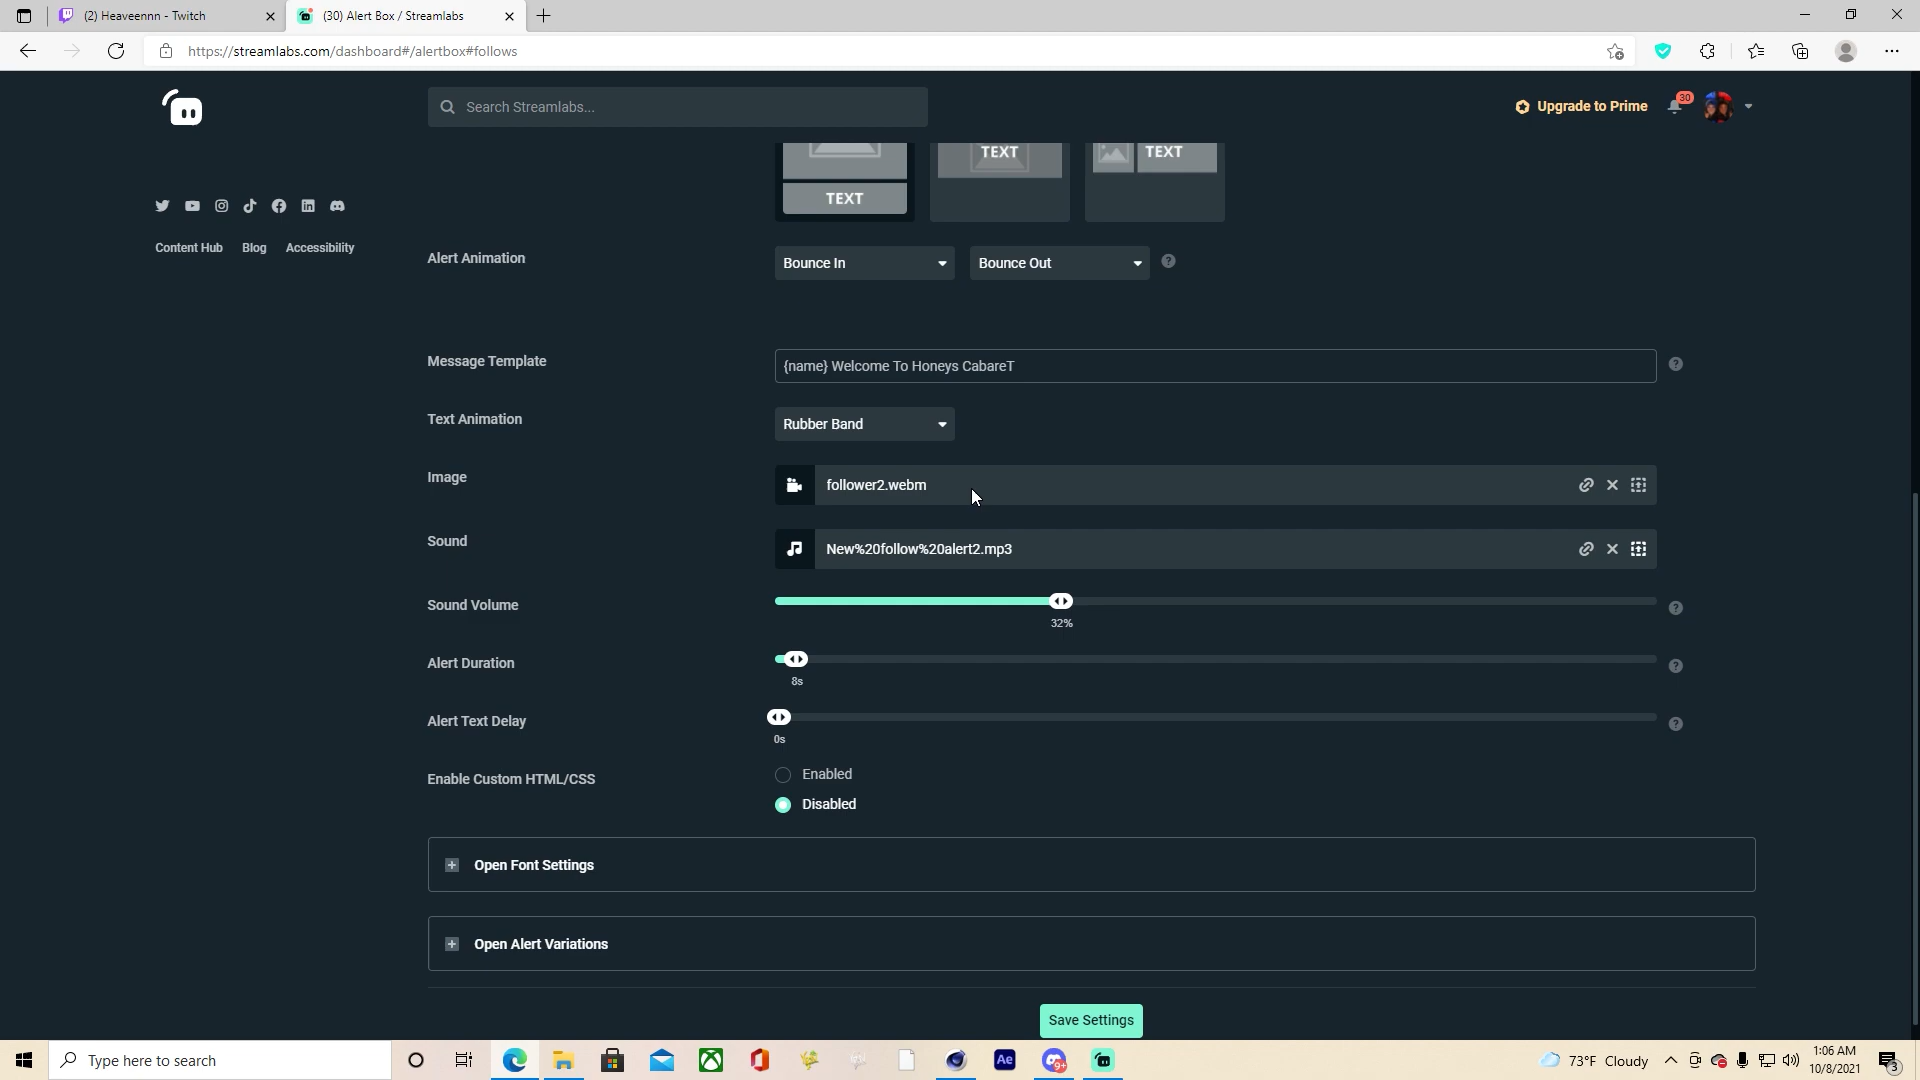 (2) Heaveennn - Twitch
(30) Alert Box / Streamlabs
https://streamlabs.com/dashboard#/alertbox#follows
Search Streamlabs...
Upgrade to Prime
30
TEXT
TEXT
TEXT
Content Hub Blog Accessibility
Alert Animation
Bounce In
Bounce Out
Message Template
{name} Welcome To Honeys CabareT
Text Animation
Rubber Band
Image
follower2.webm
Sound
New%20follow%20alert2.mp3
Sound Volume
32%
Alert Duration
8s
Alert Text Delay
0s
Enable Custom HTML/CSS
Enabled
Disabled
Open Font Settings
Open Alert Variations
Save Settings
Type here to search
Ae
9+
73°F Cloudy
1:06 AM
10/8/2021
3